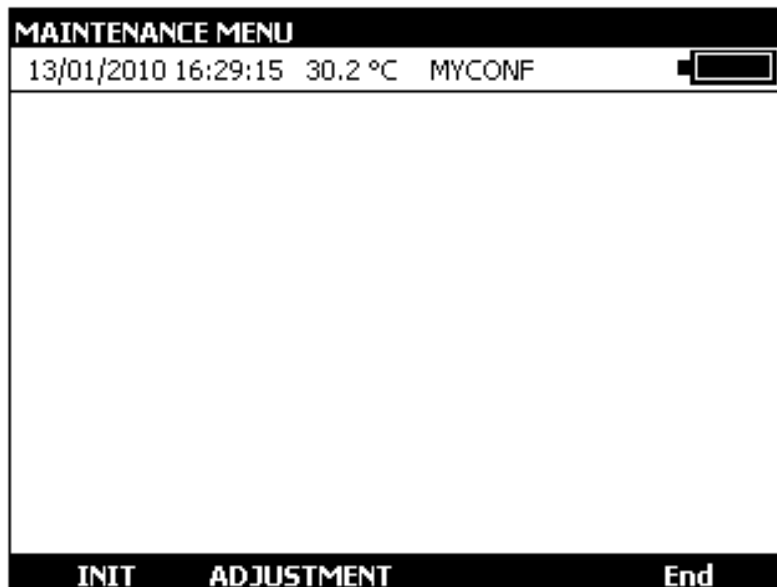 MAINTENANCE MENU
13/01/2010 16:29:15 30.2 °C MYCONF
INIT ADJUSTMENT End